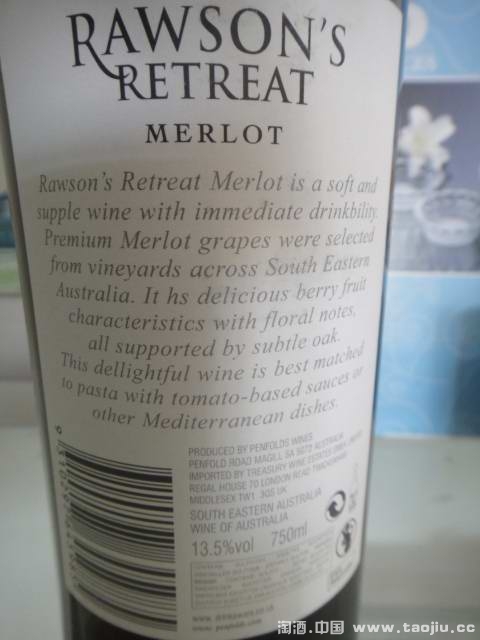 RAWSON'S
RETREAT
MERLOT
Rawson's Retreat Merlot is a soft and
supple wine with immediate drinkbility.
Premium Merlot grapes were selected
from vineyards across South Eastern
Australia. It hs delicious berry fruit
characteristics with floral notes,
all supported by subtle oak.
This dellightful wine is best matched
to pasta with tomato-based sauces or
other Mediterranean dishes.
PRODUCED BY PENFOLDS WINES
PENFOLD ROAD MAGILL SA 5072 AUSTRALIA
IMPORTED BY TREASURY WINE ESTATES
REGAL HOUSE 70 LONDON READ
MIDDLESEX TW1 3QS UK
SOUTH EASTERN AUSTRALIA
WINE OF AUSTRALIA
13.5%vol 750ml
淘酒.中国 www.taojiu.cc